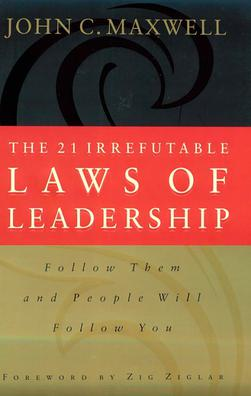 JOHN C. MAXWELL
THE 21 IRREFUTABLE
LAWS OF
LEADERSHIP
Follow Them
and People Will
Follow You
FOREWORD BY ZIG ZIGLAR